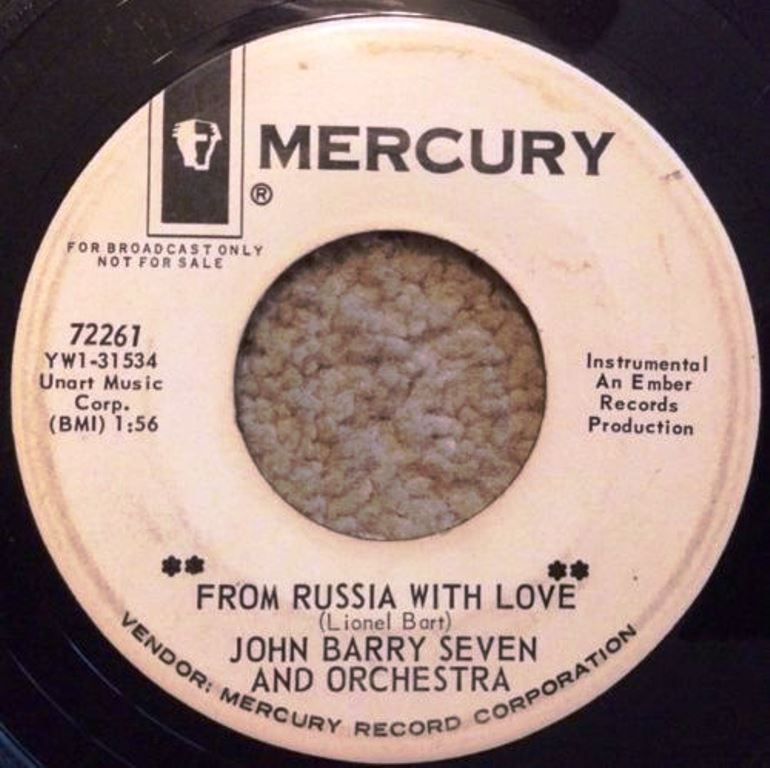 MERCURY
®
FOR BROADCAST ONLY
NOT FOR SALE
72261
YW1-31534
Unart Music
Corp.
(BMI) 1:56
Instrumental
An Ember
Records
Production
** **
FROM RUSSIA WITH LOVE
(Lionel Bart)
JOHN BARRY SEVEN
AND ORCHESTRA
VENDOR: MERCURY RECORD CORPORATION